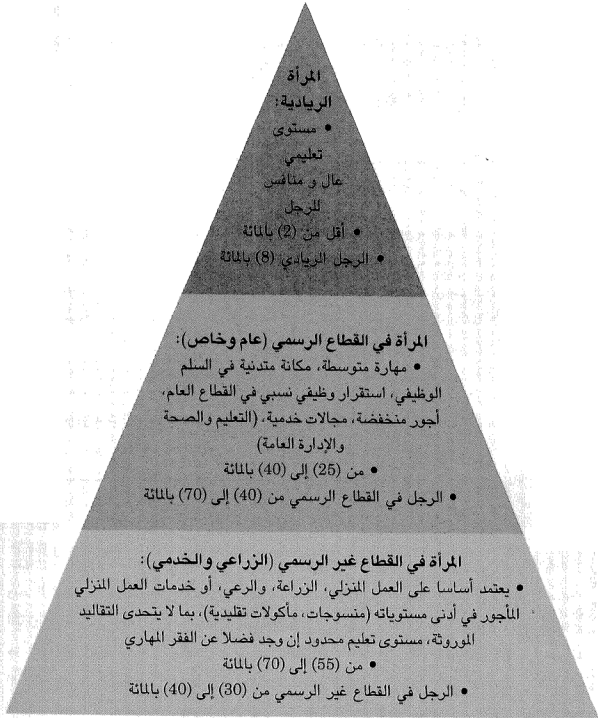 المرأة
الريادية:
• مستوى
تعليمي
عال و منافس
للرجل
• أقل من (2) بالمائة
• الرجل الريادي (8) بالمائة
المرأة في القطاع الرسمي (عام وخاص):
• مهارة متوسطة، مكانة متدنية في السلم
الوظيفي، استقرار وظيفي نسبي في القطاع العام،
أجور منخفضة، مجالات خدمية، (التعليم والصحة
والإدارة العامة)
• من (25) إلى (40) بالمائة
• الرجل في القطاع الرسمي من (40) إلى (70) بالمائة
المرأة في القطاع غير الرسمي (الزراعي والخدمي):
• يعتمد أساسا على العمل المنزلي، الزراعة، والرعي، أو خدمات العمل المنزلي
المأجور في أدنى مستوياته (منسوجات، مأكولات تقليدية)، بما لا يتحدى التقاليد
الموروثة، مستوى تعليم محدود إن وجد فضلا عن الفقر المهاري
• من (55) إلى (70) بالمائة
• الرجل في القطاع غير الرسمي من (30) إلى (40) بالمائة